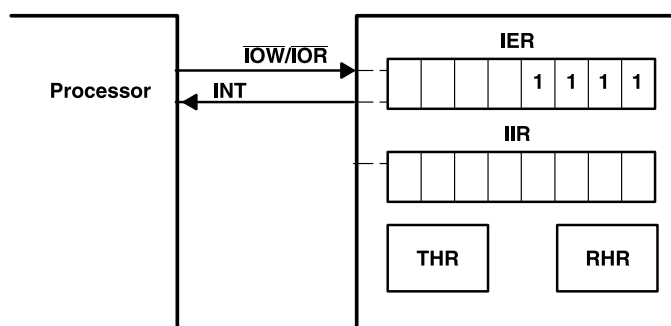 IER
IOW/IOR
1 1 1 1
Processor
INT
IIR
THR
RHR